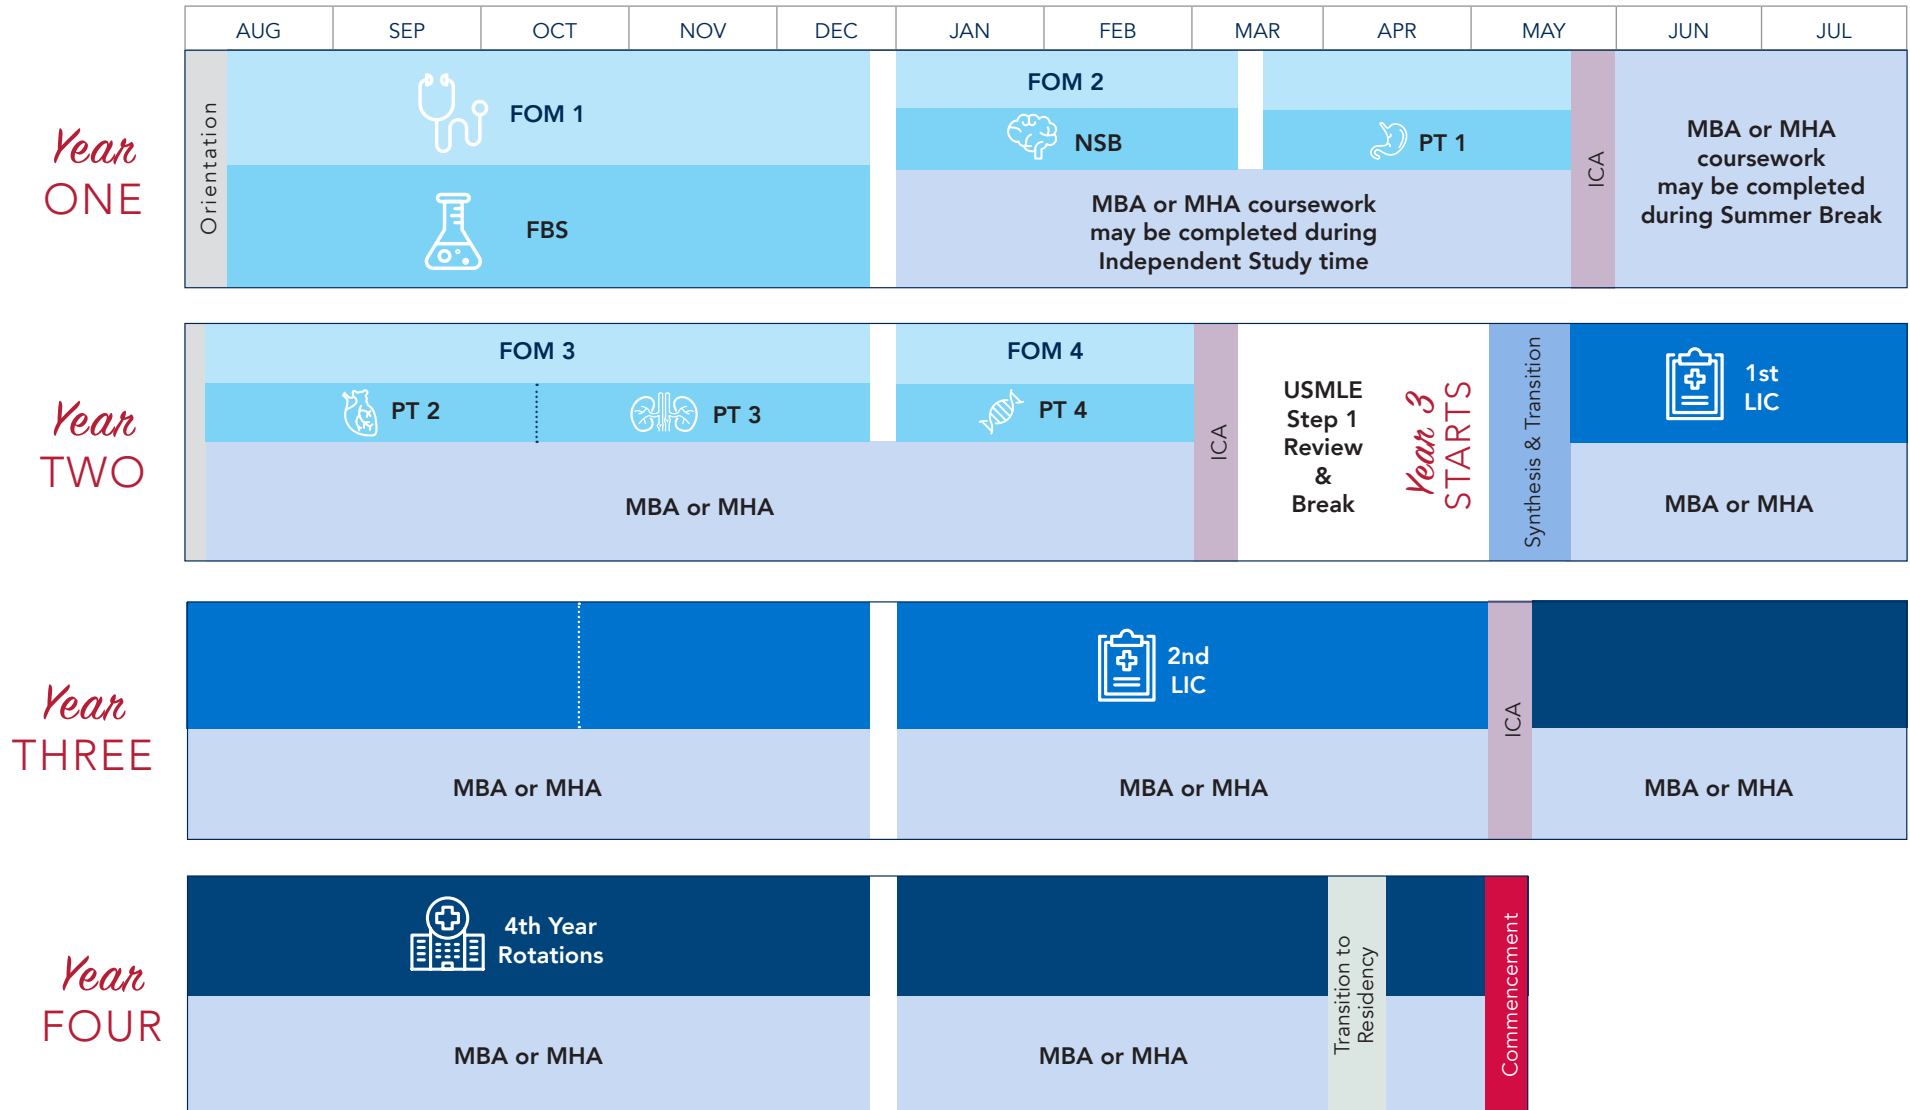 AUG SEP OCT NOV DEC JAN FEB MAR APR MAY JUN JUL
Year
ONE
Orientation
FOM 1
FBS
FOM 2
NSB
PT 1
MBA or MHA coursework
may be completed during
Independent Study time
ICA
MBA or MHA
coursework
may be completed
during Summer Break
Year
TWO
FOM 3
PT 2
PT 3
FOM 4
PT 4
MBA or MHA
ICA
USMLE
Step 1
Review
&
Break
Year 3
STARTS
Synthesis & Transition
1st
LIC
MBA or MHA
Year
THREE
MBA or MHA
2nd
LIC
MBA or MHA
ICA
MBA or MHA
Year
FOUR
4th Year
Rotations
MBA or MHA
MBA or MHA
Transition to
Residency
Commencement